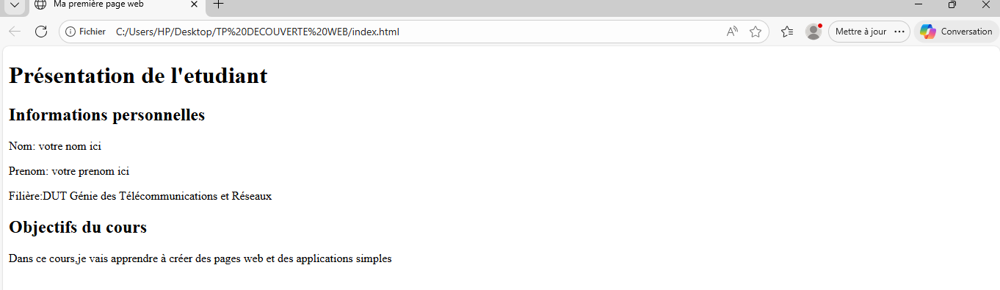 Ma première page web
Fichier C:/Users/HP/Desktop/TP%20DECOUVERTE%20WEB/index.html
Mettre à jour
Conversation
Présentation de l'etudiant
Informations personnelles
Nom: votre nom ici
Prenom: votre prenom ici
Filière:DUT Génie des Télécommunications et Réseaux
Objectifs du cours
Dans ce cours,je vais apprendre à créer des pages web et des applications simples